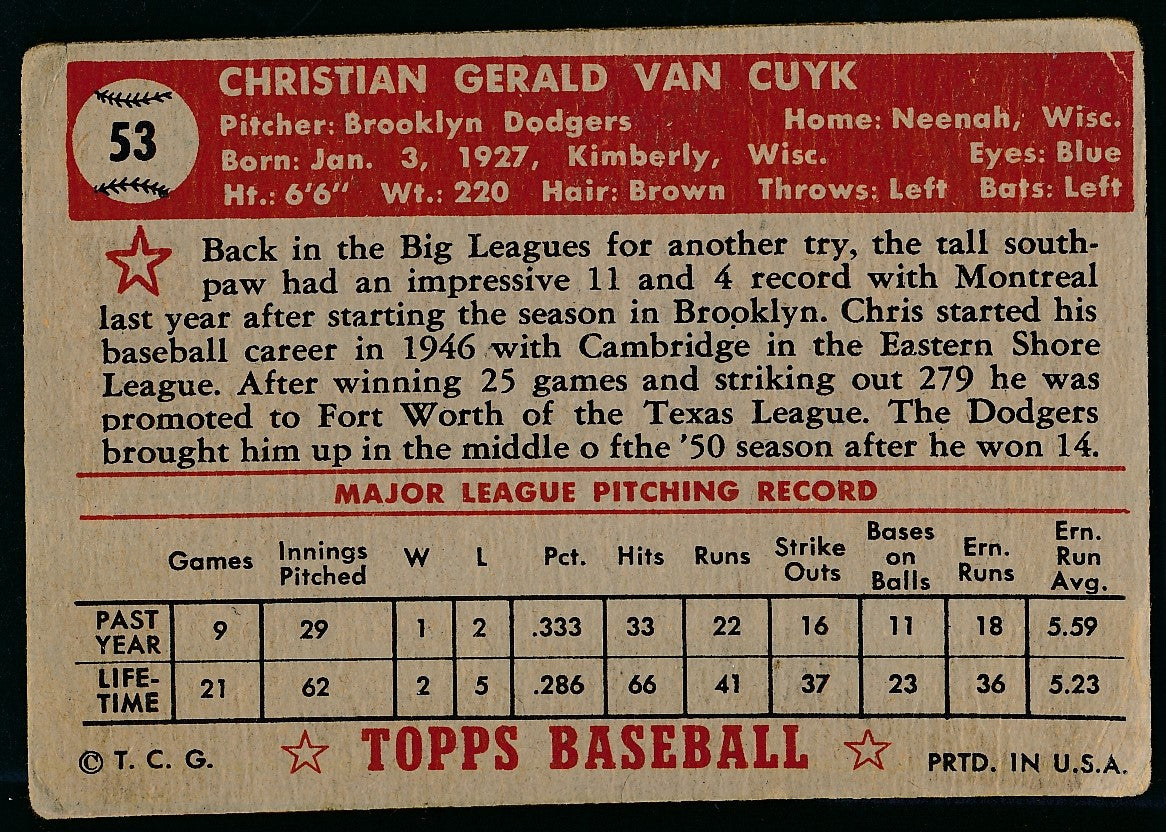 53
CHRISTIAN GERALD VAN CUYK
Pitcher: Brooklyn Dodgers Home: Neenah, Wisc.
Born: Jan. 3, 1927, Kimberly, Wisc. Eyes: Blue
Ht.: 6'6" Wt.: 220 Hair: Brown Throws: Left Bats: Left
Back in the Big Leagues for another try, the tall south-
paw had an impressive 11 and 4 record with Montreal
last year after starting the season in Brooklyn. Chris started his
baseball career in 1946 with Cambridge in the Eastern Shore
League. After winning 25 games and striking out 279 he was
promoted to Fort Worth of the Texas League. The Dodgers
brought him up in the middle o fthe '50 season after he won 14.
MAJOR LEAGUE PITCHING RECORD
Games Innings Pitched W L Pct. Hits Runs Strike Outs Bases on Balls Ern. Runs Ern. Run Avg.
PAST YEAR 9 29 1 2 .333 33 22 16 11 18 5.59
LIFE-TIME 21 62 2 5 .286 66 41 37 23 36 5.23
© T. C. G. TOPPS BASEBALL PRTD. IN U.S.A.